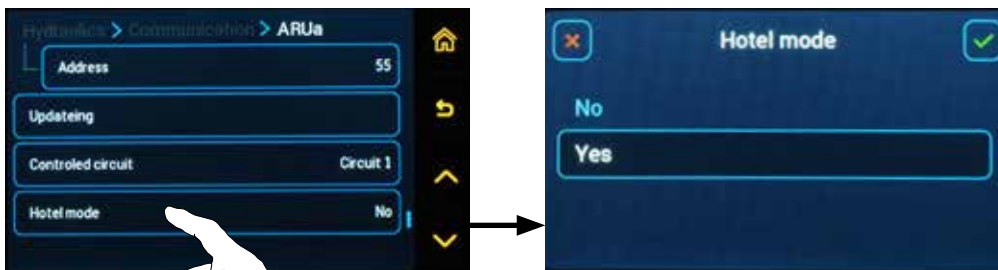 Hydraulics > Communication > ARUa
Address 55
Updateing
Controled circuit Circuit 1
Hotel mode No
Hotel mode
No
Yes